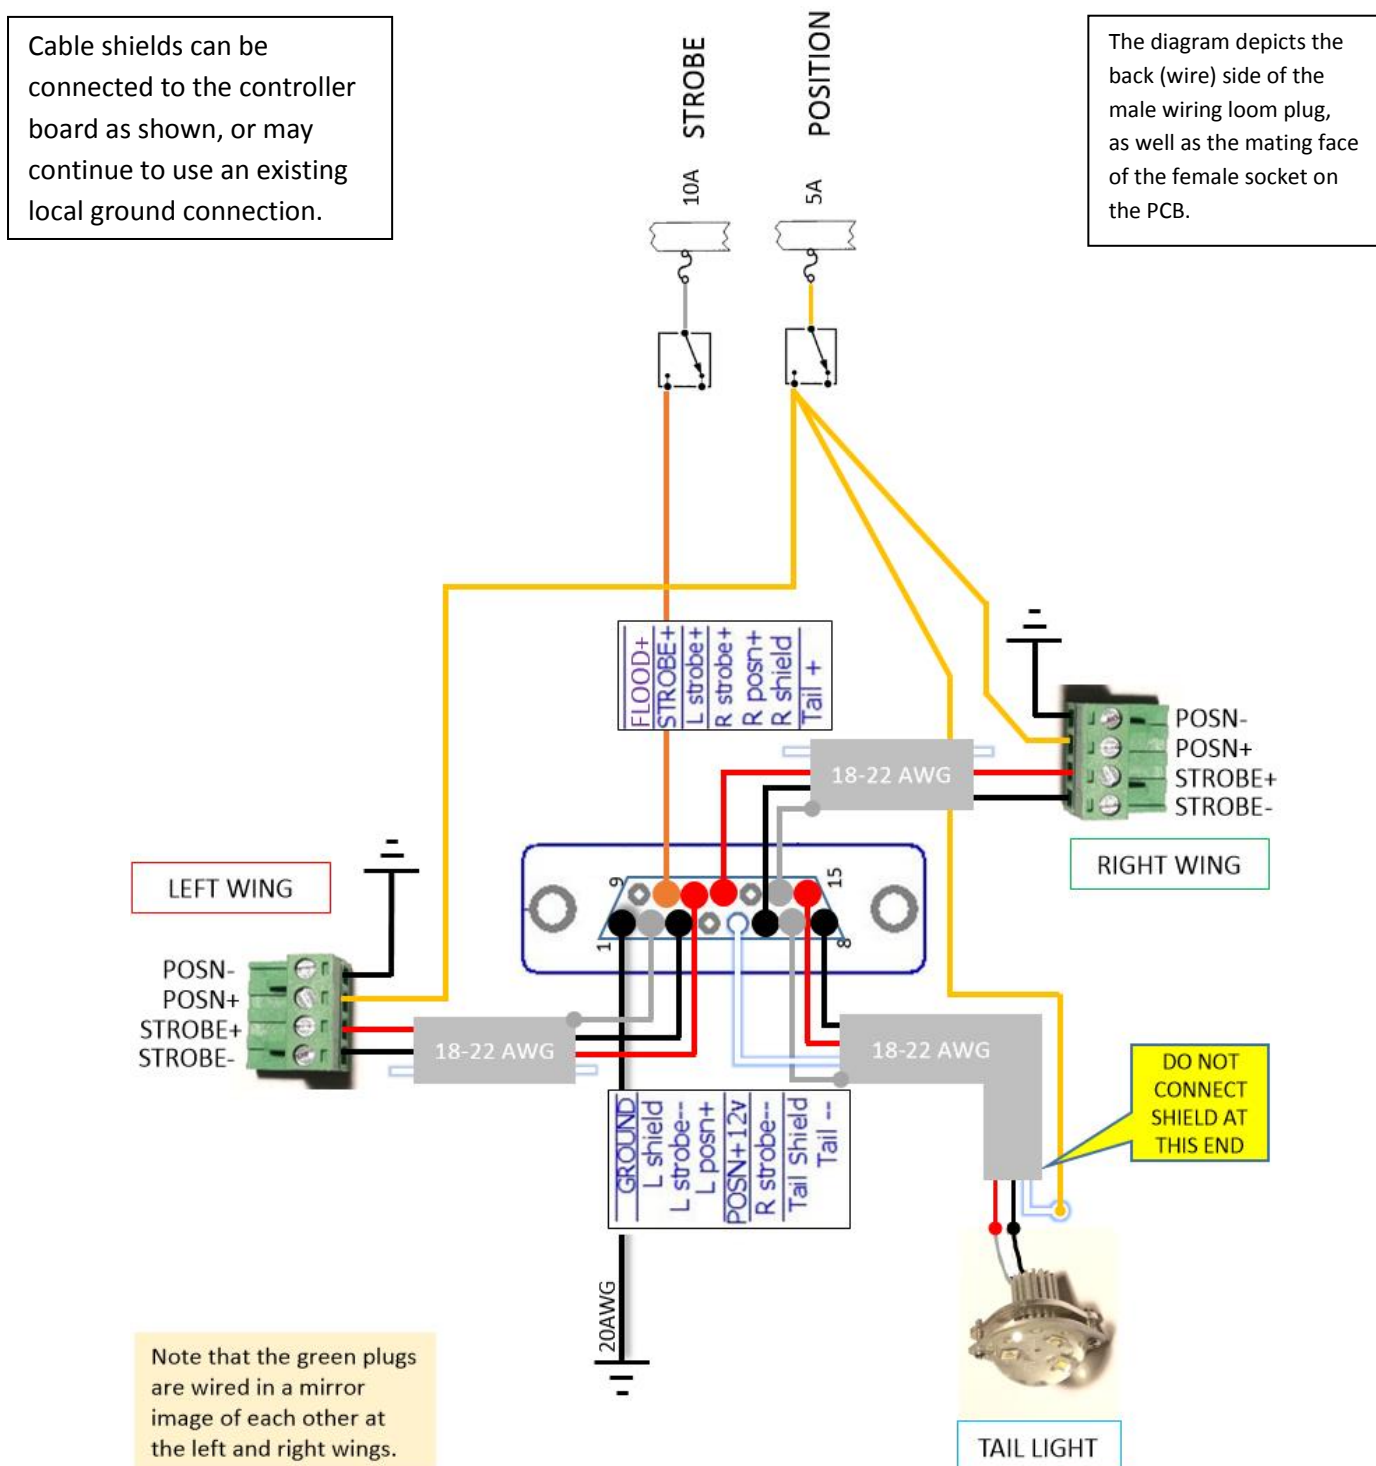 Cable shields can be
connected to the controller
board as shown, or may
continue to use an existing
local ground connection.
STROBE
POSITION
10A
5A
The diagram depicts the
back (wire) side of the
male wiring loom plug,
as well as the mating face
of the female socket on
the PCB.
FLOOD+
STROBE+
L strobe+
R strobe+
R posn+
R shield
Tail +
18-22 AWG
POSN-
POSN+
STROBE+
STROBE-
RIGHT WING
LEFT WING
9
15
1
8
POSN-
POSN+
STROBE+
STROBE-
18-22 AWG
18-22 AWG
GROUND
L shield
L strobe--
L posn+
POSN+12v
R strobe--
Tail Shield
Tail --
DO NOT
CONNECT
SHIELD AT
THIS END
20AWG
Note that the green plugs
are wired in a mirror
image of each other at
the left and right wings.
TAIL LIGHT